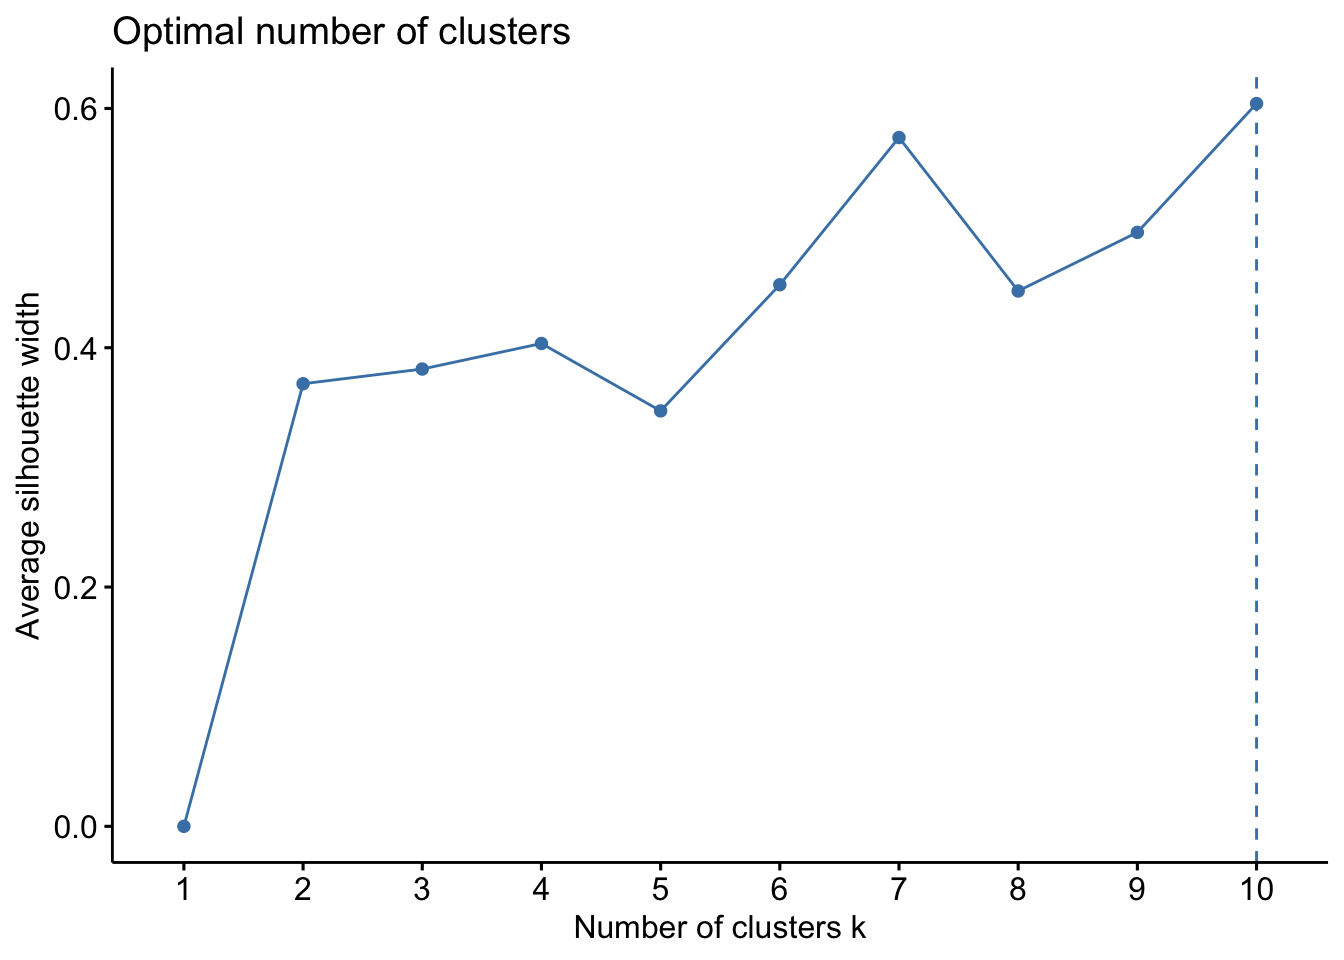 Optimal number of clusters
Average silhouette width
0.6
0.4
0.2
0.0
1 2 3 4 5 6 7 8 9 10
Number of clusters k